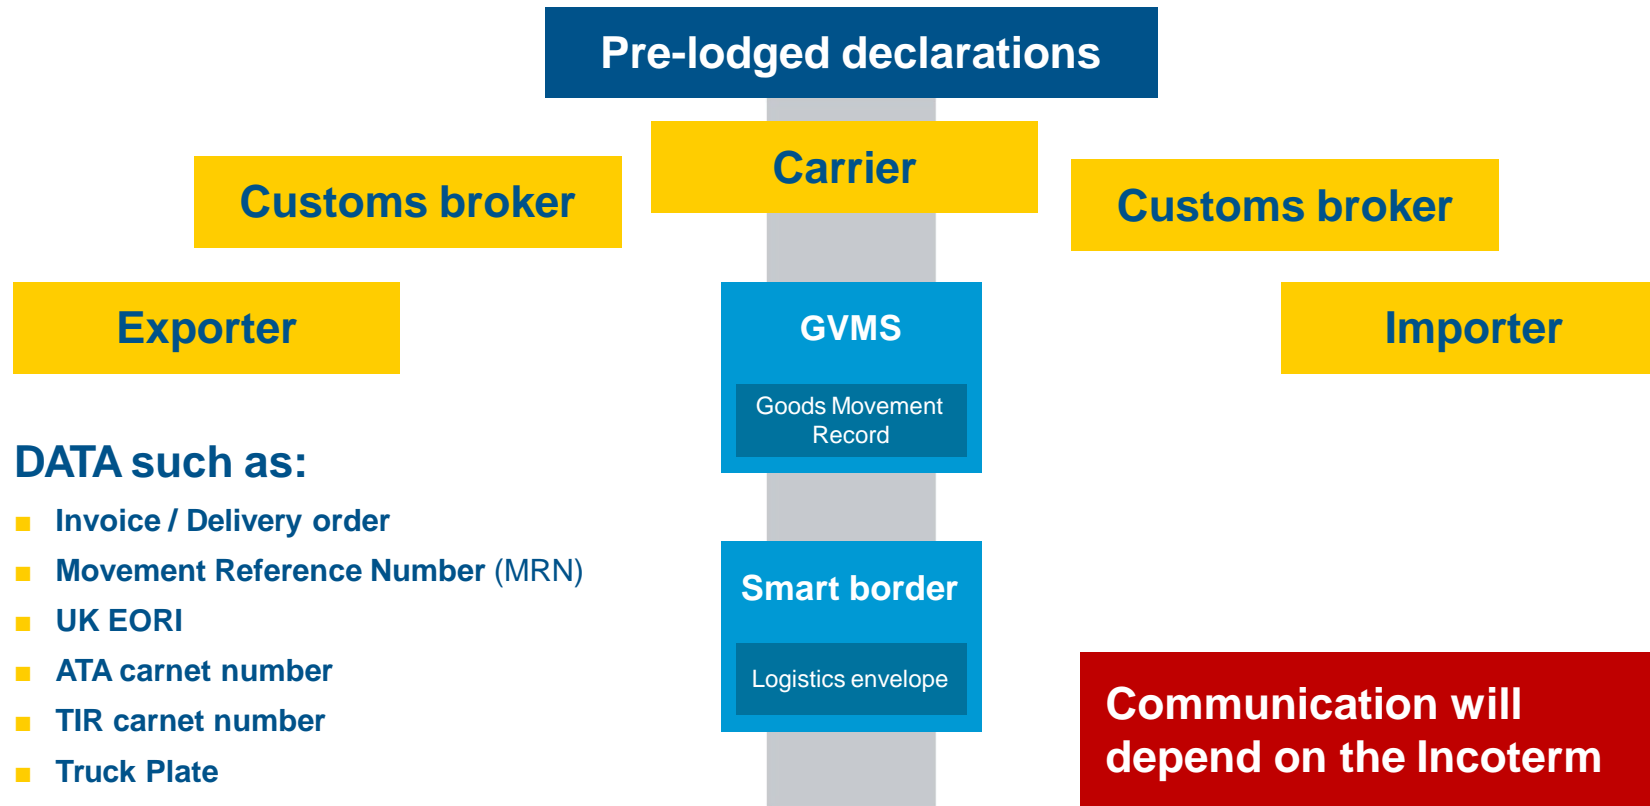 Pre-lodged declarations
Carrier
Customs broker
Customs broker
Exporter
GVMS
Goods Movement
Record
Importer
DATA such as:
Invoice / Delivery order
Movement Reference Number (MRN)
UK EORI
ATA carnet number
TIR carnet number
Truck Plate
Smart border
Logistics envelope
Communication will
depend on the Incoterm